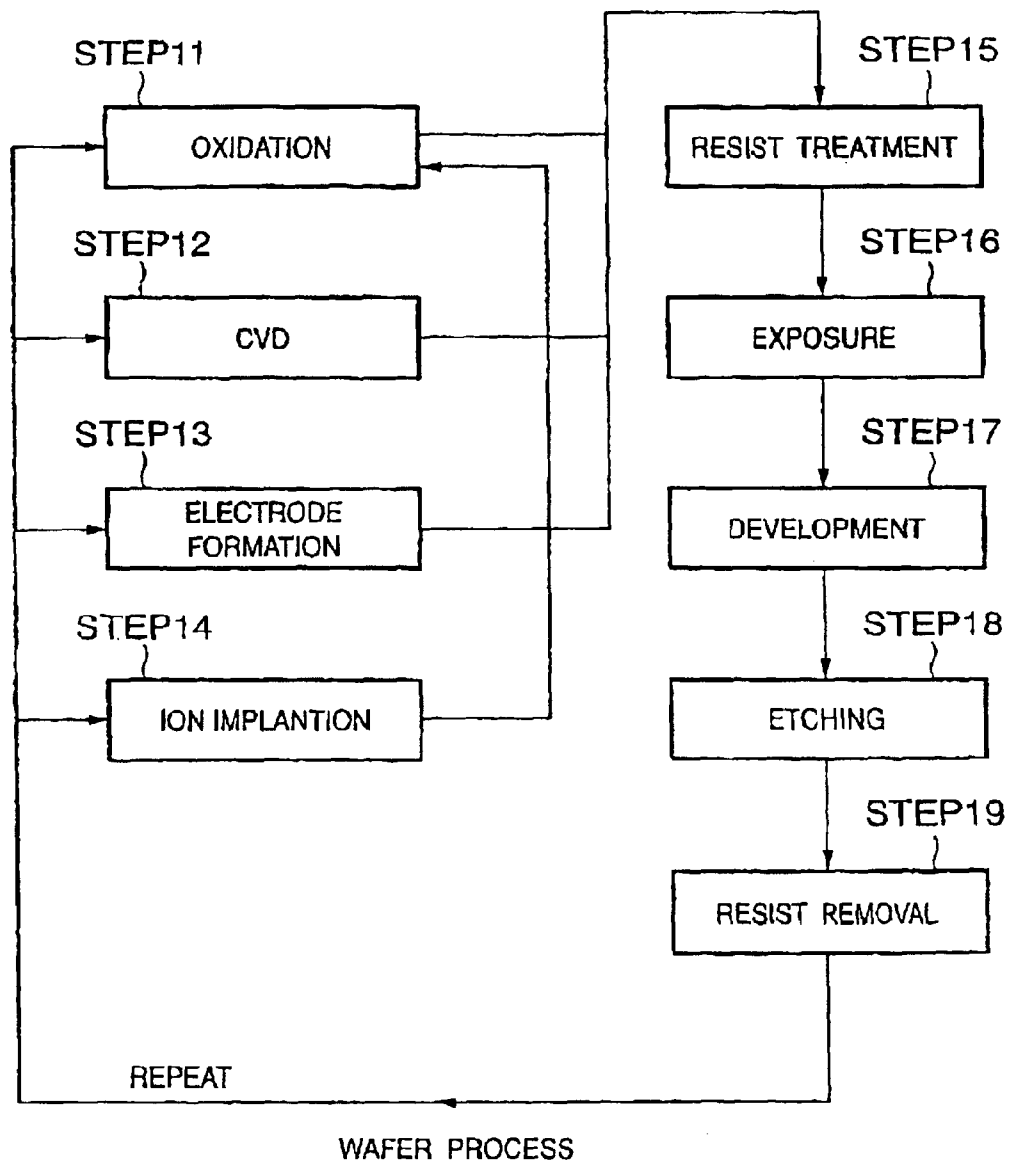 STEP11
OXIDATION
STEP12
CVD
STEP13
ELECTRODE
FORMATION
STEP14
ION IMPLANTION
STEP15
RESIST TREATMENT
STEP16
EXPOSURE
STEP17
DEVELOPMENT
STEP18
ETCHING
STEP19
RESIST REMOVAL
REPEAT
WAFER PROCESS